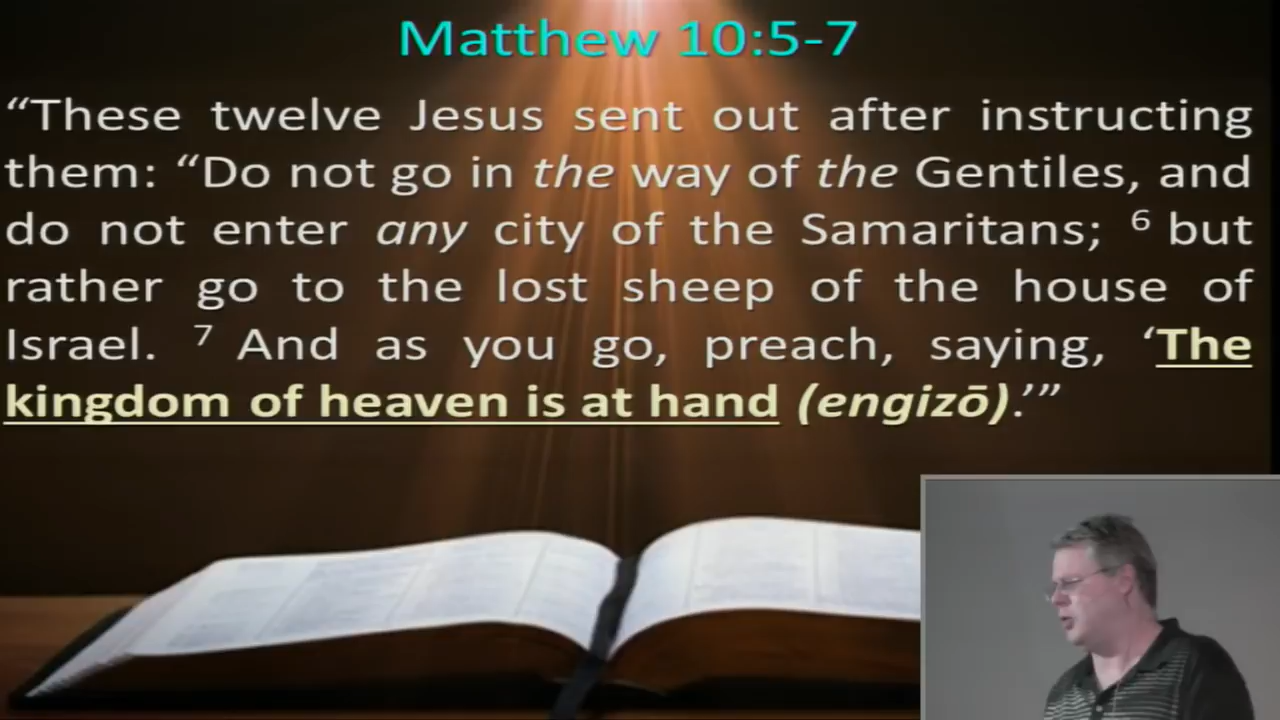 Matthew 10:5-7
“These twelve Jesus sent out after instructing
them: “Do not go in the way of the Gentiles, and
do not enter any city of the Samaritans; 6 but
rather go to the lost sheep of the house of
Israel. 7 And as you go, preach, saying, ‘The
kingdom of heaven is at hand (engizō).’”